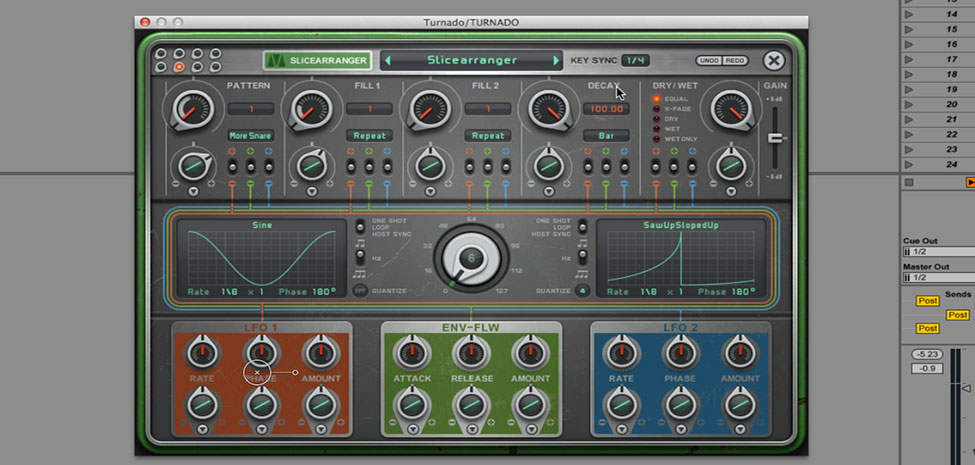 Turnado/TURNADO
SLICEARRANGER Slicearranger KEY SYNC 1/4 UNDO REDO
PATTERN FILL 1 FILL 2 DECAY DRY/WET GAIN
1 1 1 100.00
EQUAL
X-FADE
DRY
WET
WET ONLY
+6dB
-6dB
More Snare Repeat Repeat Bar
Sine
ONE SHOT
LOOP
HOST SYNC
Hz
OFF QUANTIZE
Rate 1\8 x 1 Phase 180°
0 16 32 48 64 80 96 112 127
6
ONE SHOT
LOOP
HOST SYNC
Hz
QUANTIZE 4
SawUpSlopedUp
Rate 1\8 x 1 Phase 180°
LFO 1 ENV-FLW LFO 2
RATE PHASE AMOUNT ATTACK RELEASE AMOUNT RATE PHASE AMOUNT
14
15
16
17
18
19
20
21
22
23
24
Cue Out
1/2
Master Out
1/2
Sends
Post
Post
Post
-5.23
-0.9